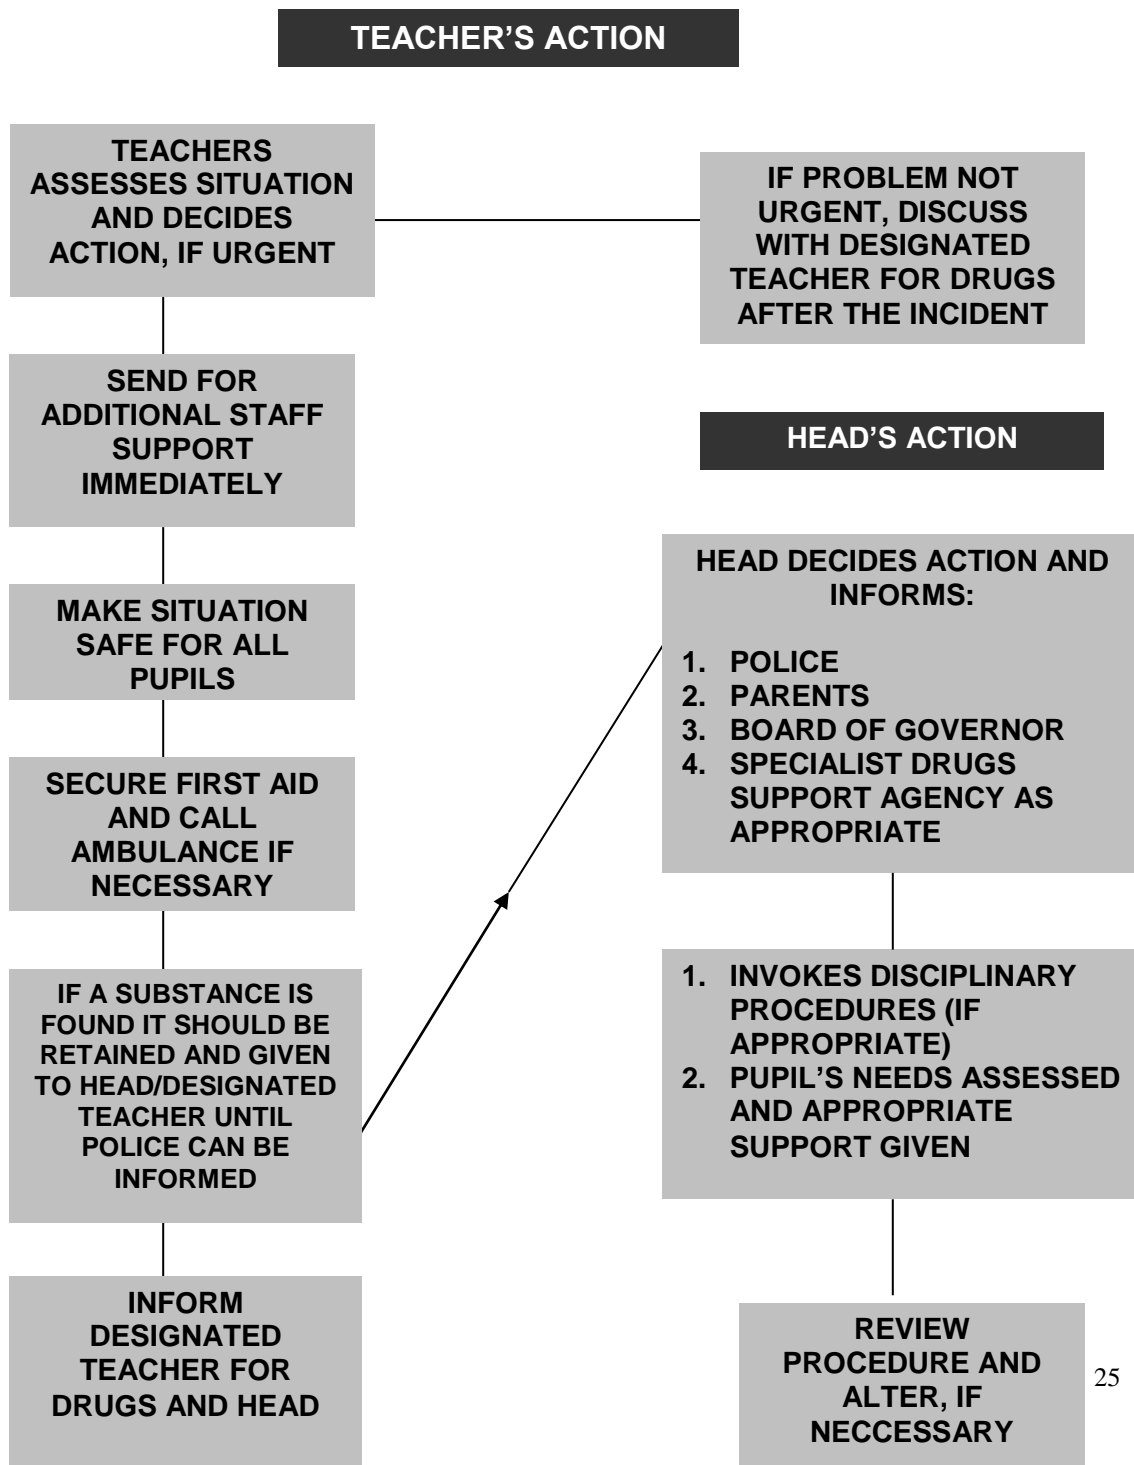 TEACHER'S ACTION
TEACHERS
ASSESSES SITUATION
AND DECIDES
ACTION, IF URGENT
IF PROBLEM NOT
URGENT, DISCUSS
WITH DESIGNATED
TEACHER FOR DRUGS
AFTER THE INCIDENT
SEND FOR
ADDITIONAL STAFF
SUPPORT
IMMEDIATELY
MAKE SITUATION
SAFE FOR ALL
PUPILS
SECURE FIRST AID
AND CALL
AMBULANCE IF
NECESSARY
IF A SUBSTANCE IS
FOUND IT SHOULD BE
RETAINED AND GIVEN
TO HEAD/DESIGNATED
TEACHER UNTIL
POLICE CAN BE
INFORMED
INFORM
DESIGNATED
TEACHER FOR
DRUGS AND HEAD
HEAD'S ACTION
HEAD DECIDES ACTION AND
INFORMS:
1. POLICE
2. PARENTS
3. BOARD OF GOVERNOR
4. SPECIALIST DRUGS
SUPPORT AGENCY AS
APPROPRIATE
1. INVOKES DISCIPLINARY
PROCEDURES (IF
APPROPRIATE)
2. PUPIL'S NEEDS ASSESSED
AND APPROPRIATE
SUPPORT GIVEN
REVIEW
PROCEDURE AND
ALTER, IF
NECCESSARY
25